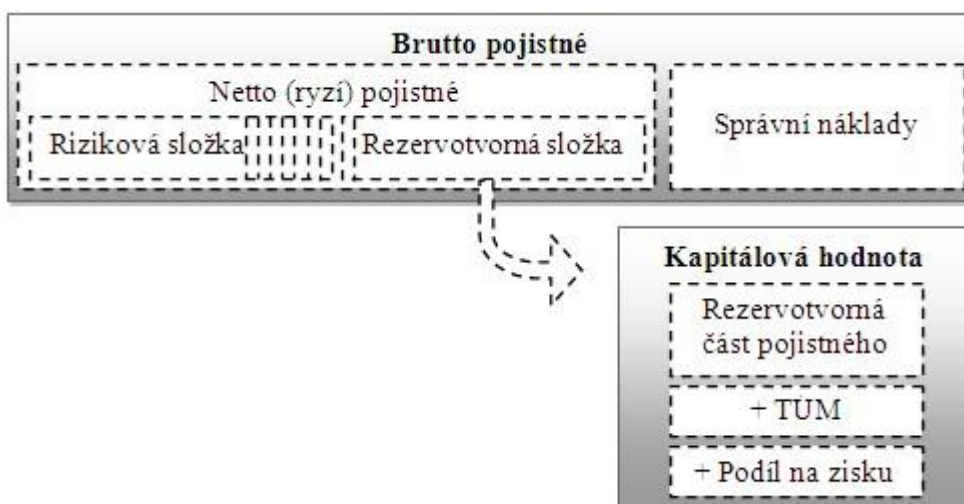 Brutto pojistné
Netto (ryzí) pojistné
Riziková složka
Rezervotvorná složka
Správní náklady
Kapitálová hodnota
Rezervotvorná
část pojistného
+ TÚM
+ Podíl na zisku